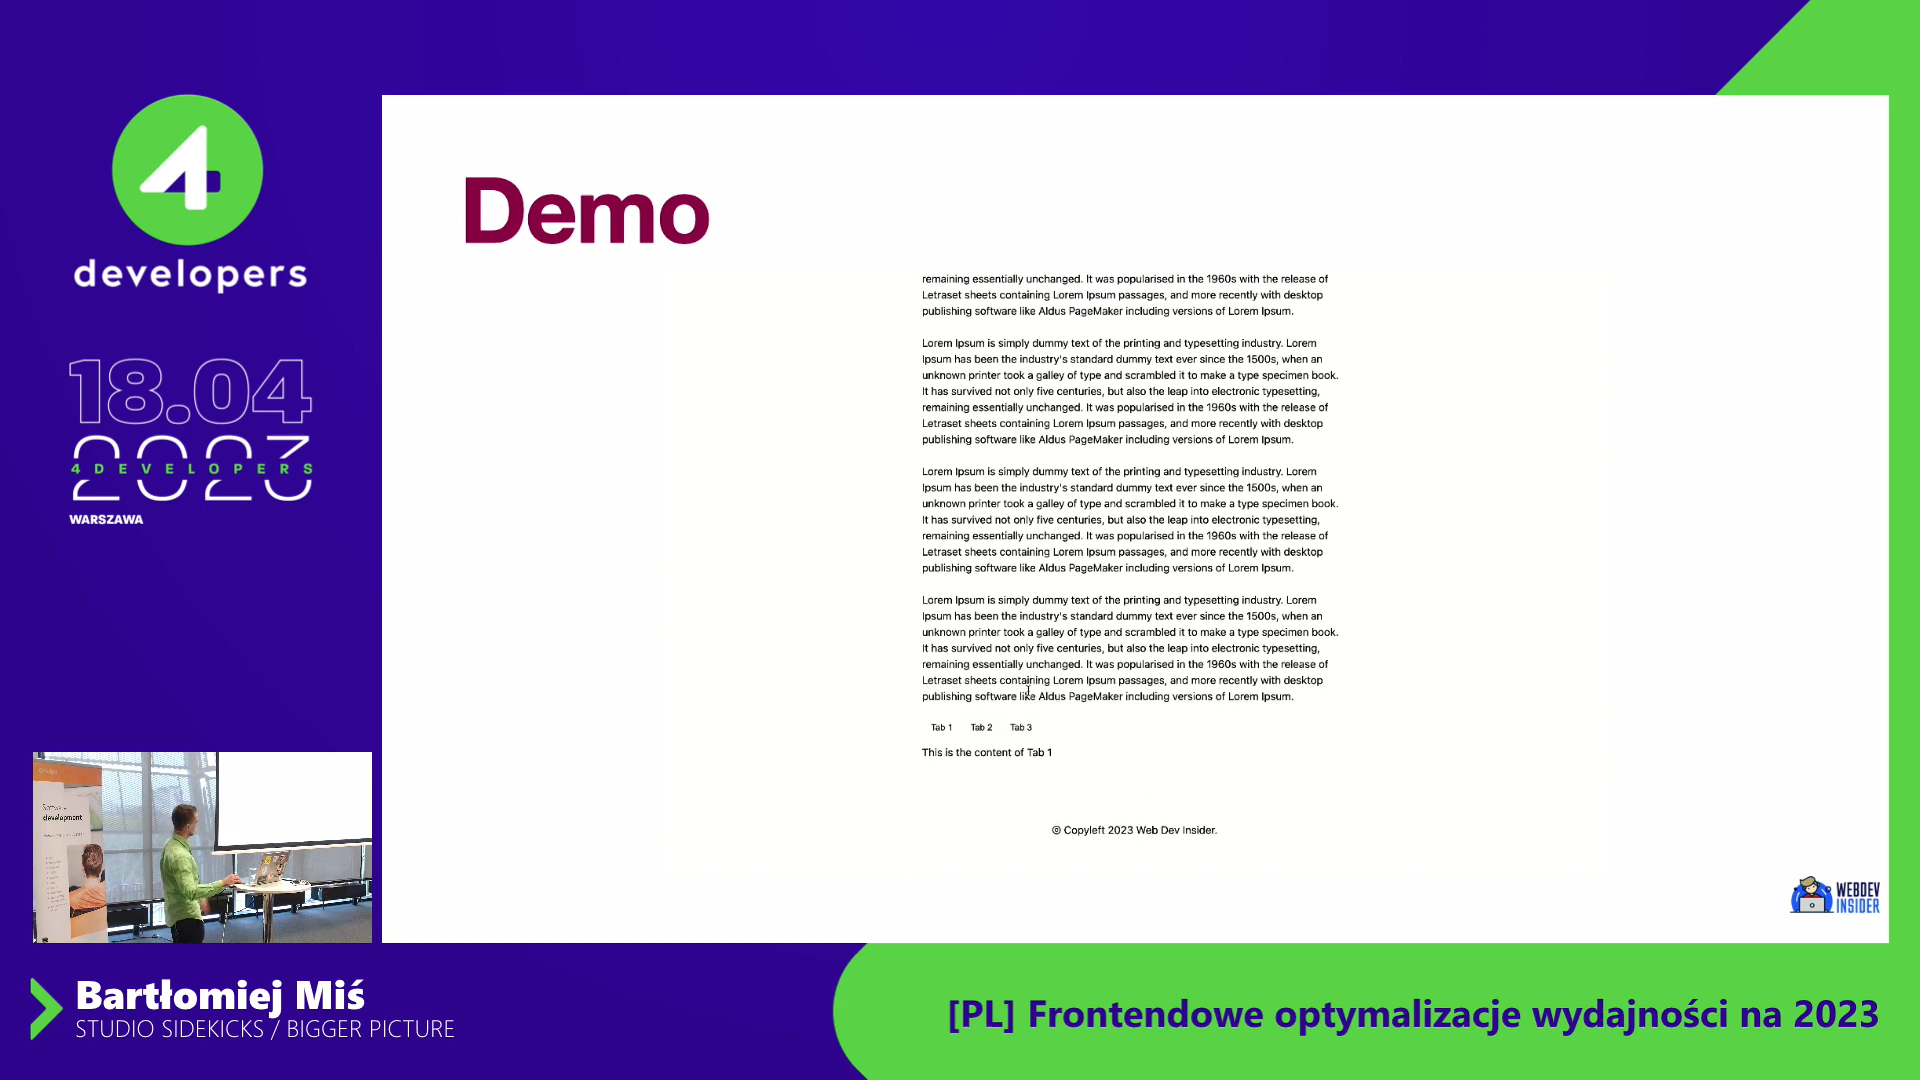 4
developers
18.04
2023
4DEVELOPERS
WARSZAWA
Demo
remaining essentially unchanged. It was popularised in the 1960s with the release of
Letraset sheets containing Lorem Ipsum passages, and more recently with desktop
publishing software like Aldus PageMaker including versions of Lorem Ipsum.
Lorem Ipsum is simply dummy text of the printing and typesetting industry. Lorem
Ipsum has been the industry's standard dummy text ever since the 1500s, when an
unknown printer took a galley of type and scrambled it to make a type specimen book.
It has survived not only five centuries, but also the leap into electronic typesetting,
remaining essentially unchanged. It was popularised in the 1960s with the release of
Letraset sheets containing Lorem Ipsum passages, and more recently with desktop
publishing software like Aldus PageMaker including versions of Lorem Ipsum.
Lorem Ipsum is simply dummy text of the printing and typesetting industry. Lorem
Ipsum has been the industry's standard dummy text ever since the 1500s, when an
unknown printer took a galley of type and scrambled it to make a type specimen book.
It has survived not only five centuries, but also the leap into electronic typesetting,
remaining essentially unchanged. It was popularised in the 1960s with the release of
Letraset sheets containing Lorem Ipsum passages, and more recently with desktop
publishing software like Aldus PageMaker including versions of Lorem Ipsum.
Lorem Ipsum is simply dummy text of the printing and typesetting industry. Lorem
Ipsum has been the industry's standard dummy text ever since the 1500s, when an
unknown printer took a galley of type and scrambled it to make a type specimen book.
It has survived not only five centuries, but also the leap into electronic typesetting,
remaining essentially unchanged. It was popularised in the 1960s with the release of
Letraset sheets containing Lorem Ipsum passages, and more recently with desktop
publishing software like Aldus PageMaker including versions of Lorem Ipsum.
Tab 1 Tab 2 Tab 3
This is the content of Tab 1
© Copyleft 2023 Web Dev Insider.
WEBDEV
INSIDER
Software
development
Bartłomiej Miś
STUDIO SIDEKICKS / BIGGER PICTURE
[PL] Frontendowe optymalizacje wydajności na 2023